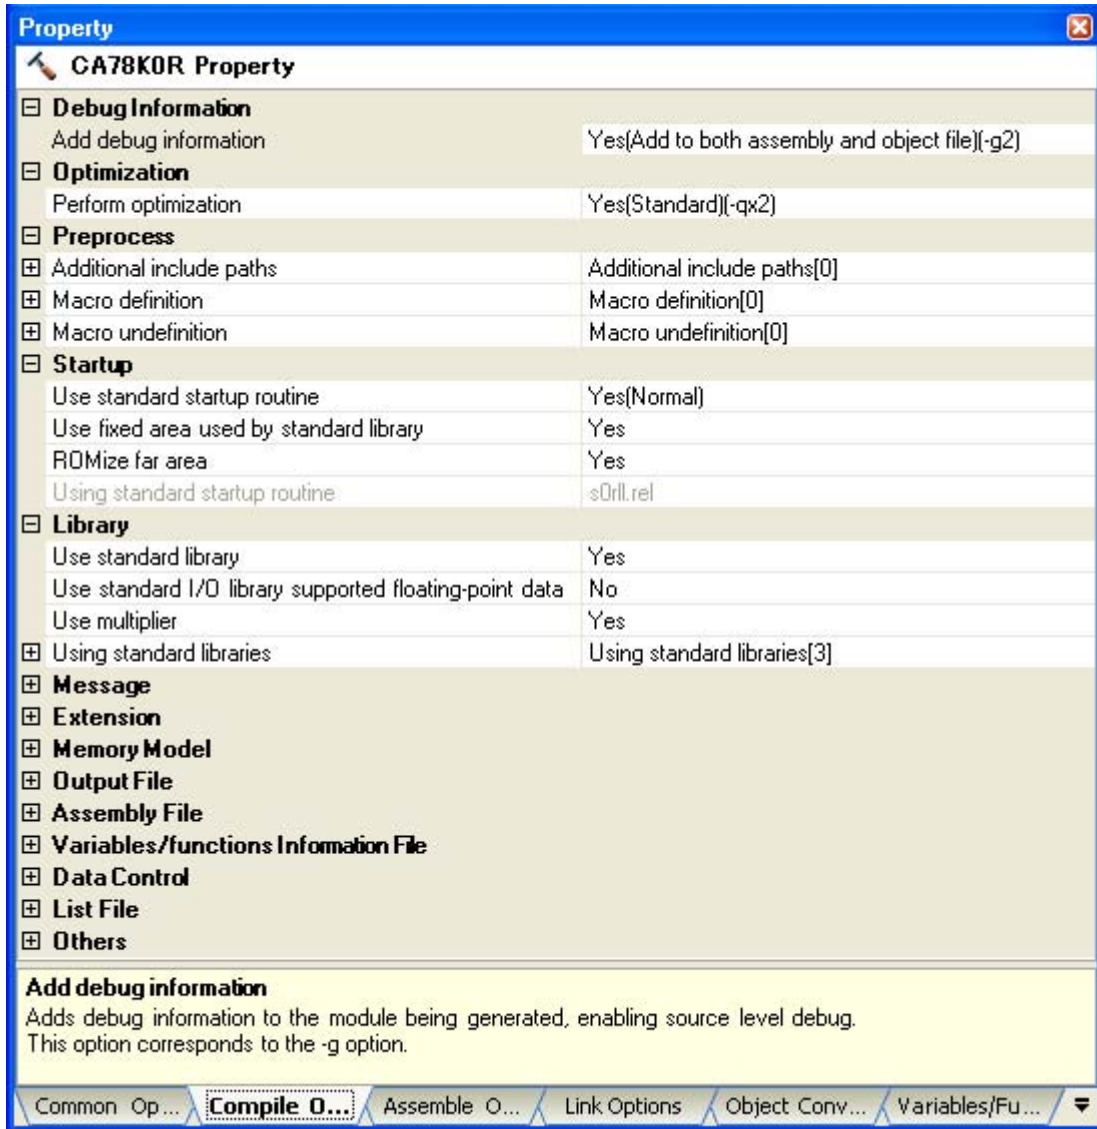 Property
CA78K0R Property
Debug Information
Add debug information Yes(Add to both assembly and object file)(-g2)
Optimization
Perform optimization Yes(Standard)(-qx2)
Preprocess
Additional include paths Additional include paths[0]
Macro definition Macro definition[0]
Macro undefinition Macro undefinition[0]
Startup
Use standard startup routine Yes(Normal)
Use fixed area used by standard library Yes
ROMize far area Yes
Using standard startup routine s0rll.rel
Library
Use standard library Yes
Use standard I/O library supported floating-point data No
Use multiplier Yes
Using standard libraries Using standard libraries[3]
Message
Extension
Memory Model
Output File
Assembly File
Variables/functions Information File
Data Control
List File
Others
Add debug information
Adds debug information to the module being generated, enabling source level debug.
This option corresponds to the -g option.
Common Op... Compile O... Assemble O... Link Options Object Conv... Variables/Fu...